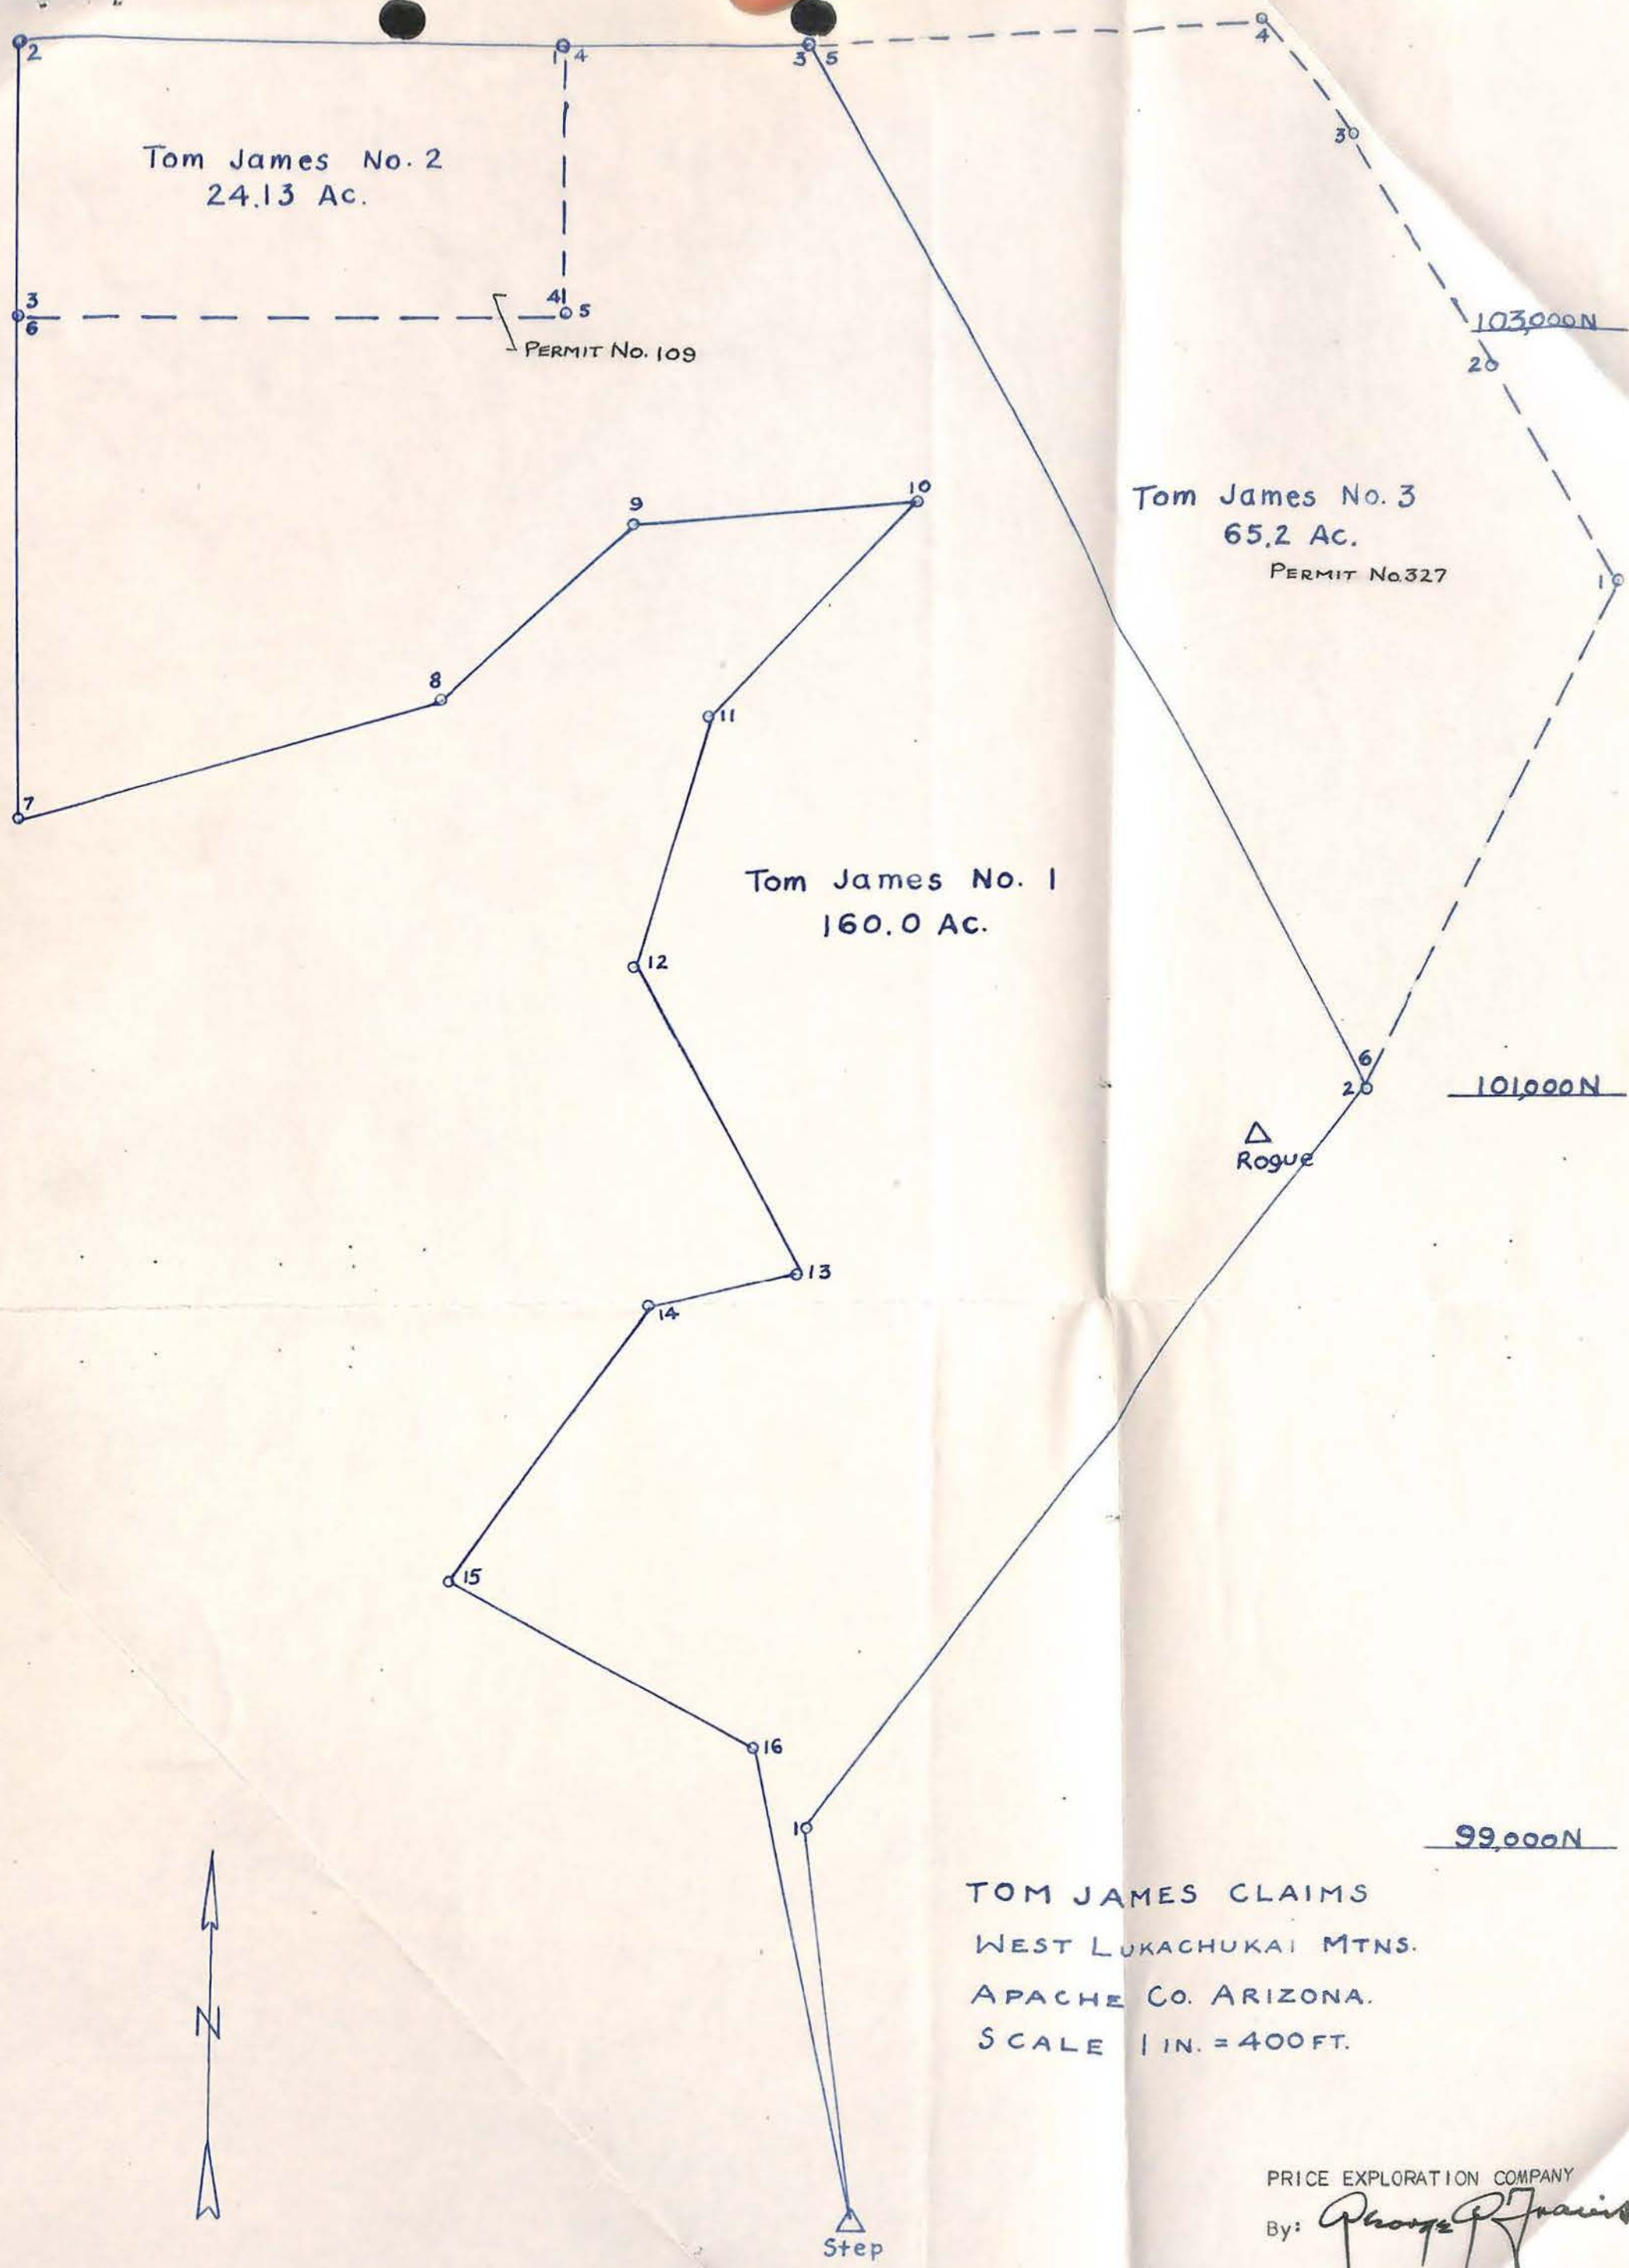 2
1 4
3 5
4
3
Tom James No. 2
24.13 Ac.
3
6
41
5
PERMIT No. 109
103,000N
2
9
10
Tom James No. 3
65.2 Ac.
PERMIT No. 327
1
8
11
7
Tom James No. 1
160.0 Ac.
12
6
2
101,000N
Rogue
13
14
15
16
1
99,000N
TOM JAMES CLAIMS
WEST LUKACHUKAI MTNS.
APACHE CO. ARIZONA.
SCALE 1 IN. = 400 FT.
N
PRICE EXPLORATION COMPANY
By: George
Step